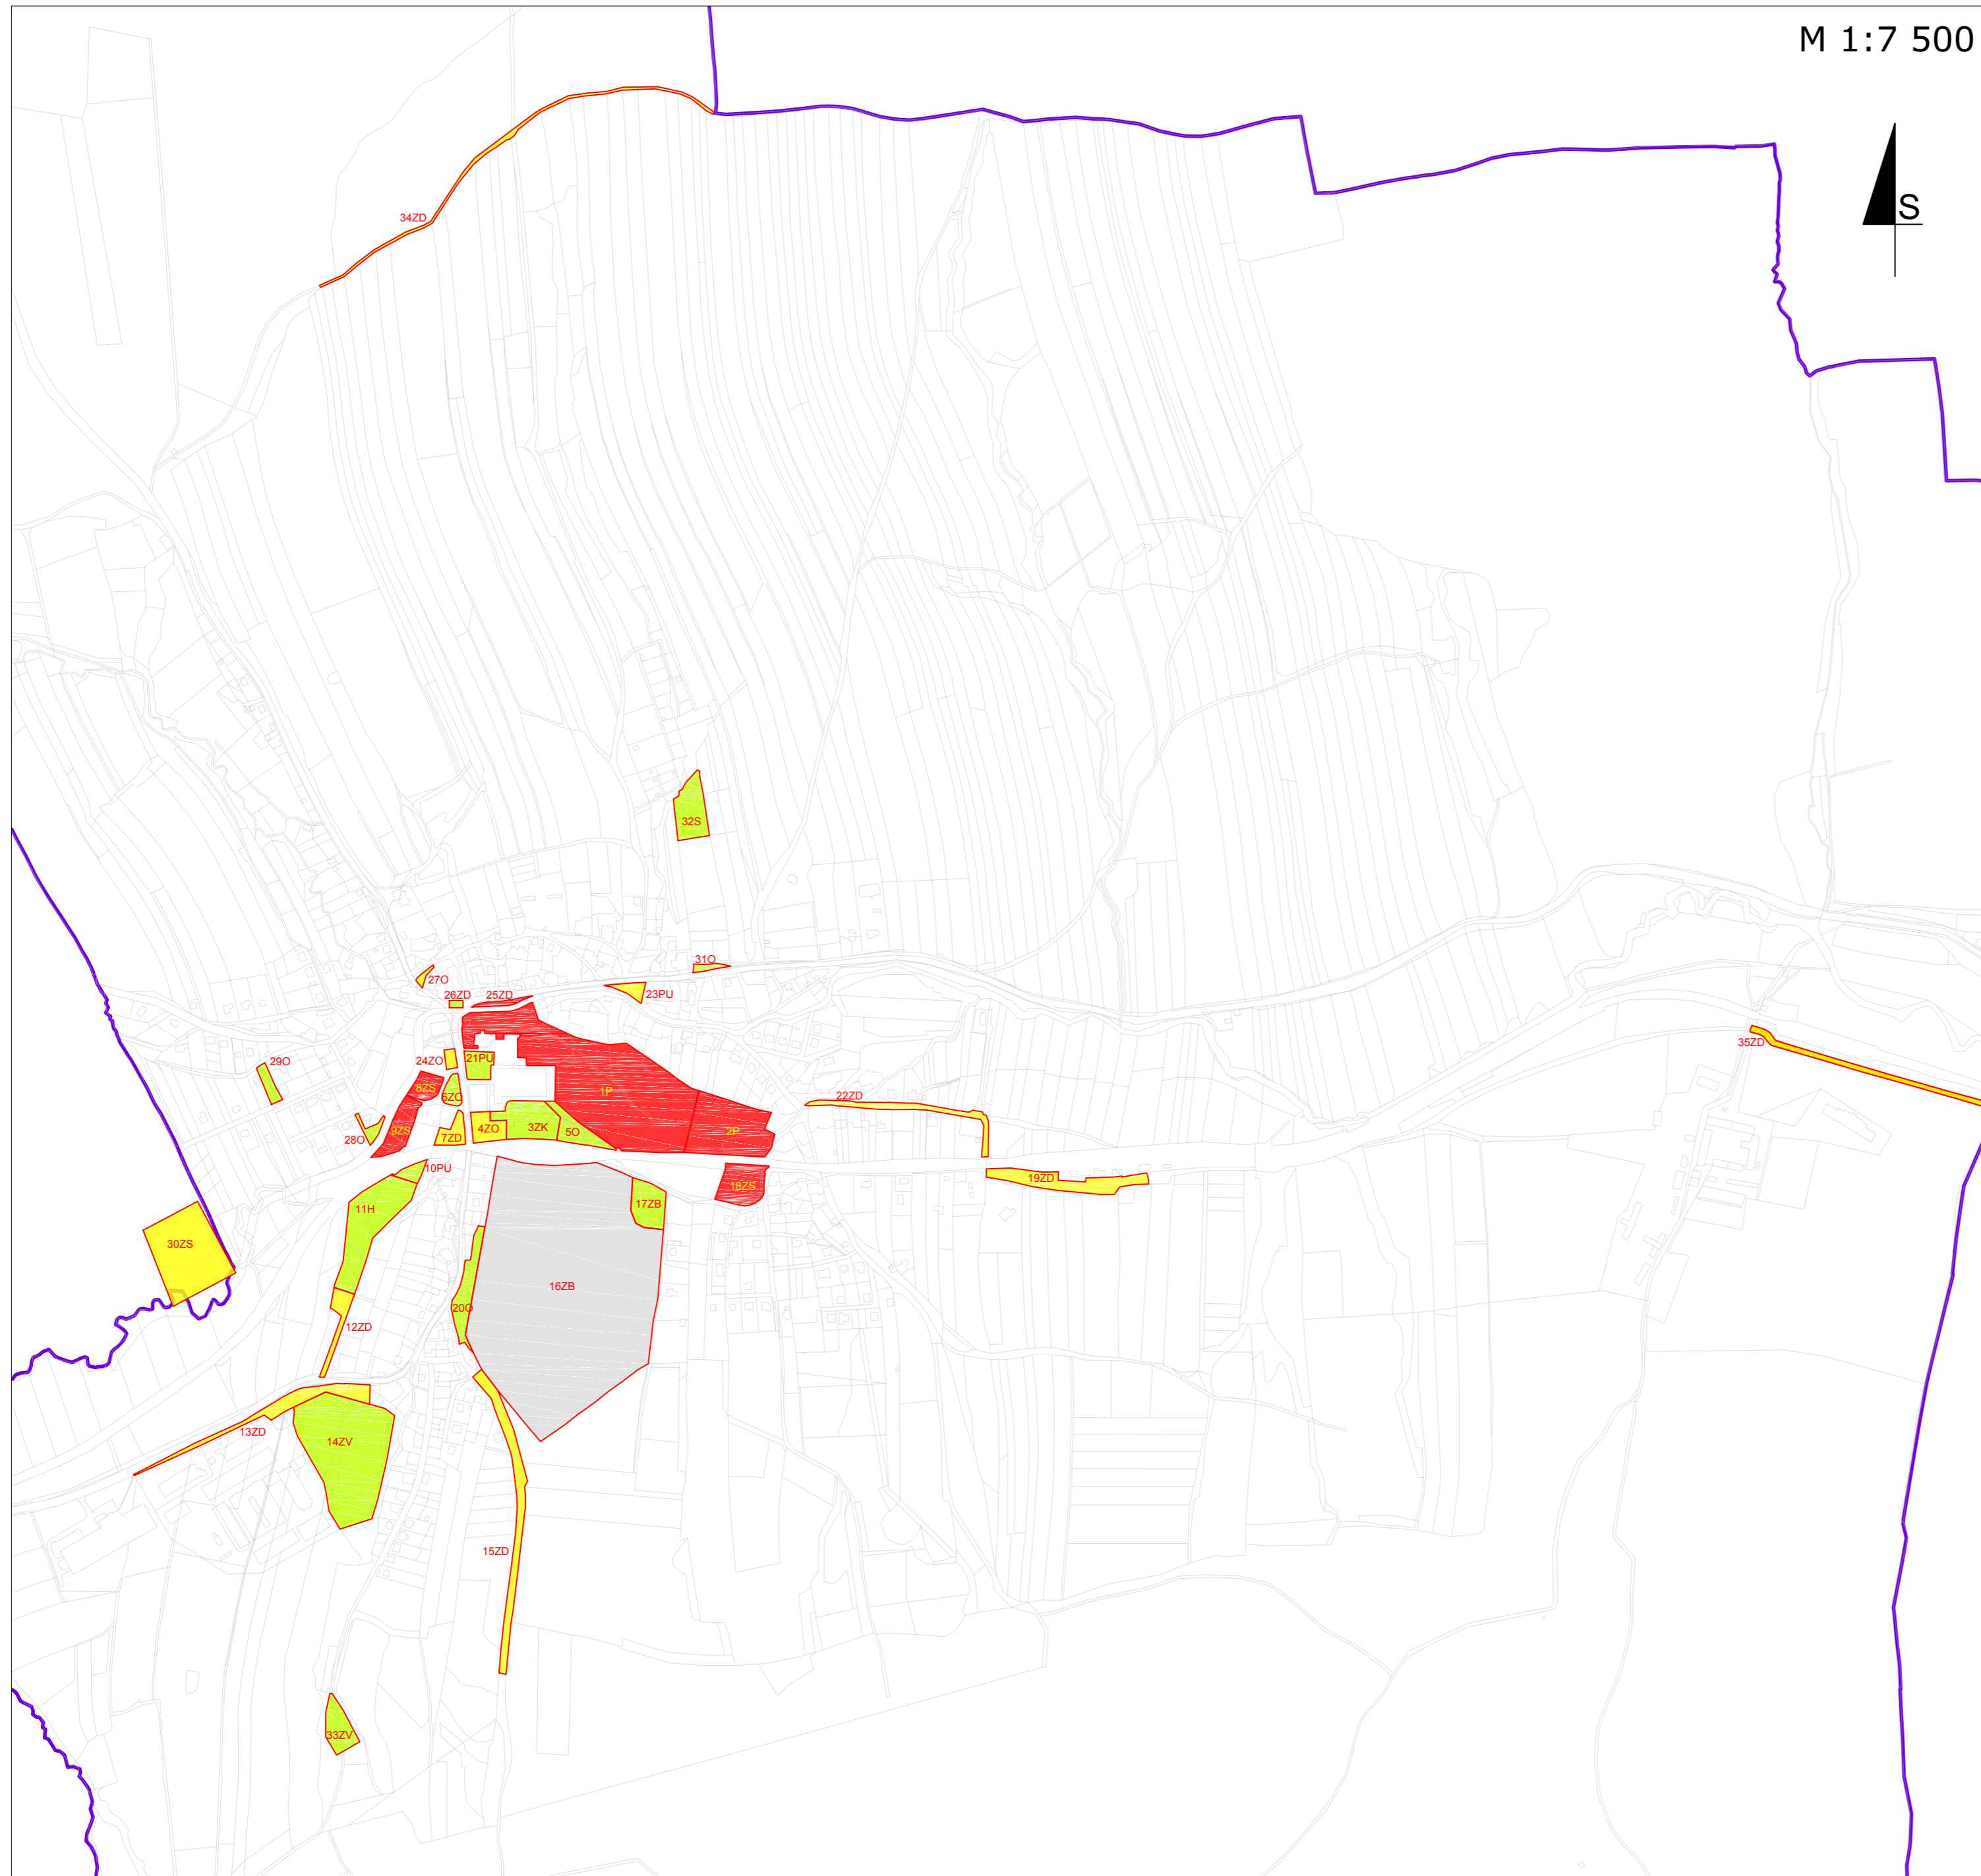 M 1:7 500
S
34ZD
32S
31O
27O
26ZD
25ZD
23PU
35ZD
24ZO
21PU
29O
8ZS
1P
6ZO
22ZD
9ZS
28O
7ZD
4ZO
3ZK
5O
2P
10PU
19ZD
18ZS
17ZB
11H
30ZS
16ZB
20O
12ZD
13ZD
14ZV
15ZD
33ZV